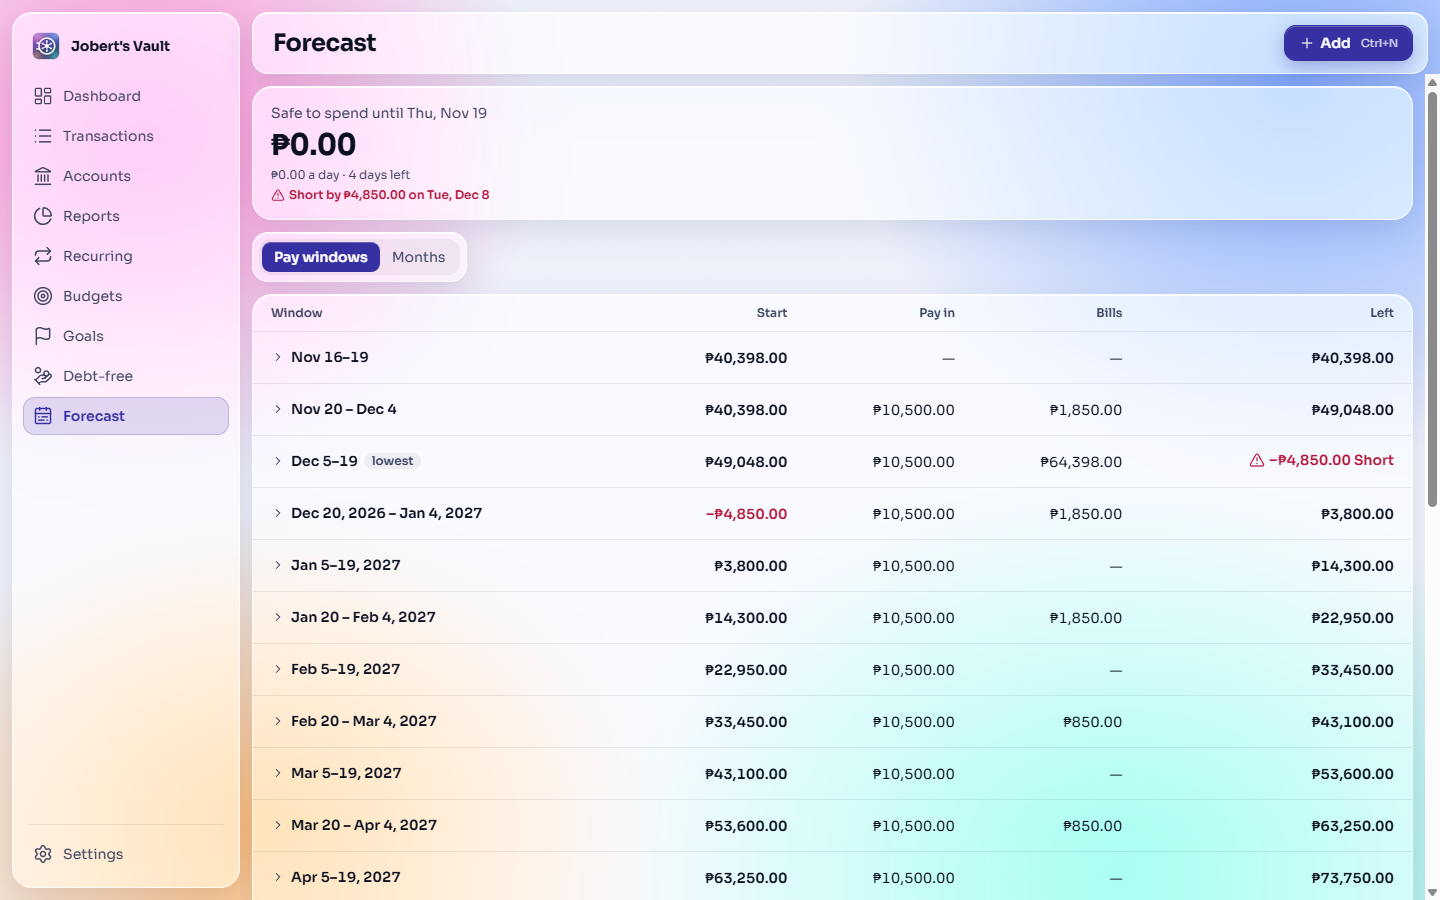 Jobert's Vault
Dashboard
Transactions
Accounts
Reports
Recurring
Budgets
Goals
Debt-free
Forecast
Settings
Forecast
Add Ctrl+N
Safe to spend until Thu, Nov 19
₱0.00
₱0.00 a day · 4 days left
Short by ₱4,850.00 on Tue, Dec 8
Pay windows Months
Window Start Pay in Bills Left
Nov 16–19 ₱40,398.00 — — ₱40,398.00
Nov 20 – Dec 4 ₱40,398.00 ₱10,500.00 ₱1,850.00 ₱49,048.00
Dec 5–19 lowest ₱49,048.00 ₱10,500.00 ₱64,398.00 −₱4,850.00 Short
Dec 20, 2026 – Jan 4, 2027 −₱4,850.00 ₱10,500.00 ₱1,850.00 ₱3,800.00
Jan 5–19, 2027 ₱3,800.00 ₱10,500.00 — ₱14,300.00
Jan 20 – Feb 4, 2027 ₱14,300.00 ₱10,500.00 ₱1,850.00 ₱22,950.00
Feb 5–19, 2027 ₱22,950.00 ₱10,500.00 — ₱33,450.00
Feb 20 – Mar 4, 2027 ₱33,450.00 ₱10,500.00 ₱850.00 ₱43,100.00
Mar 5–19, 2027 ₱43,100.00 ₱10,500.00 — ₱53,600.00
Mar 20 – Apr 4, 2027 ₱53,600.00 ₱10,500.00 ₱850.00 ₱63,250.00
Apr 5–19, 2027 ₱63,250.00 ₱10,500.00 — ₱73,750.00